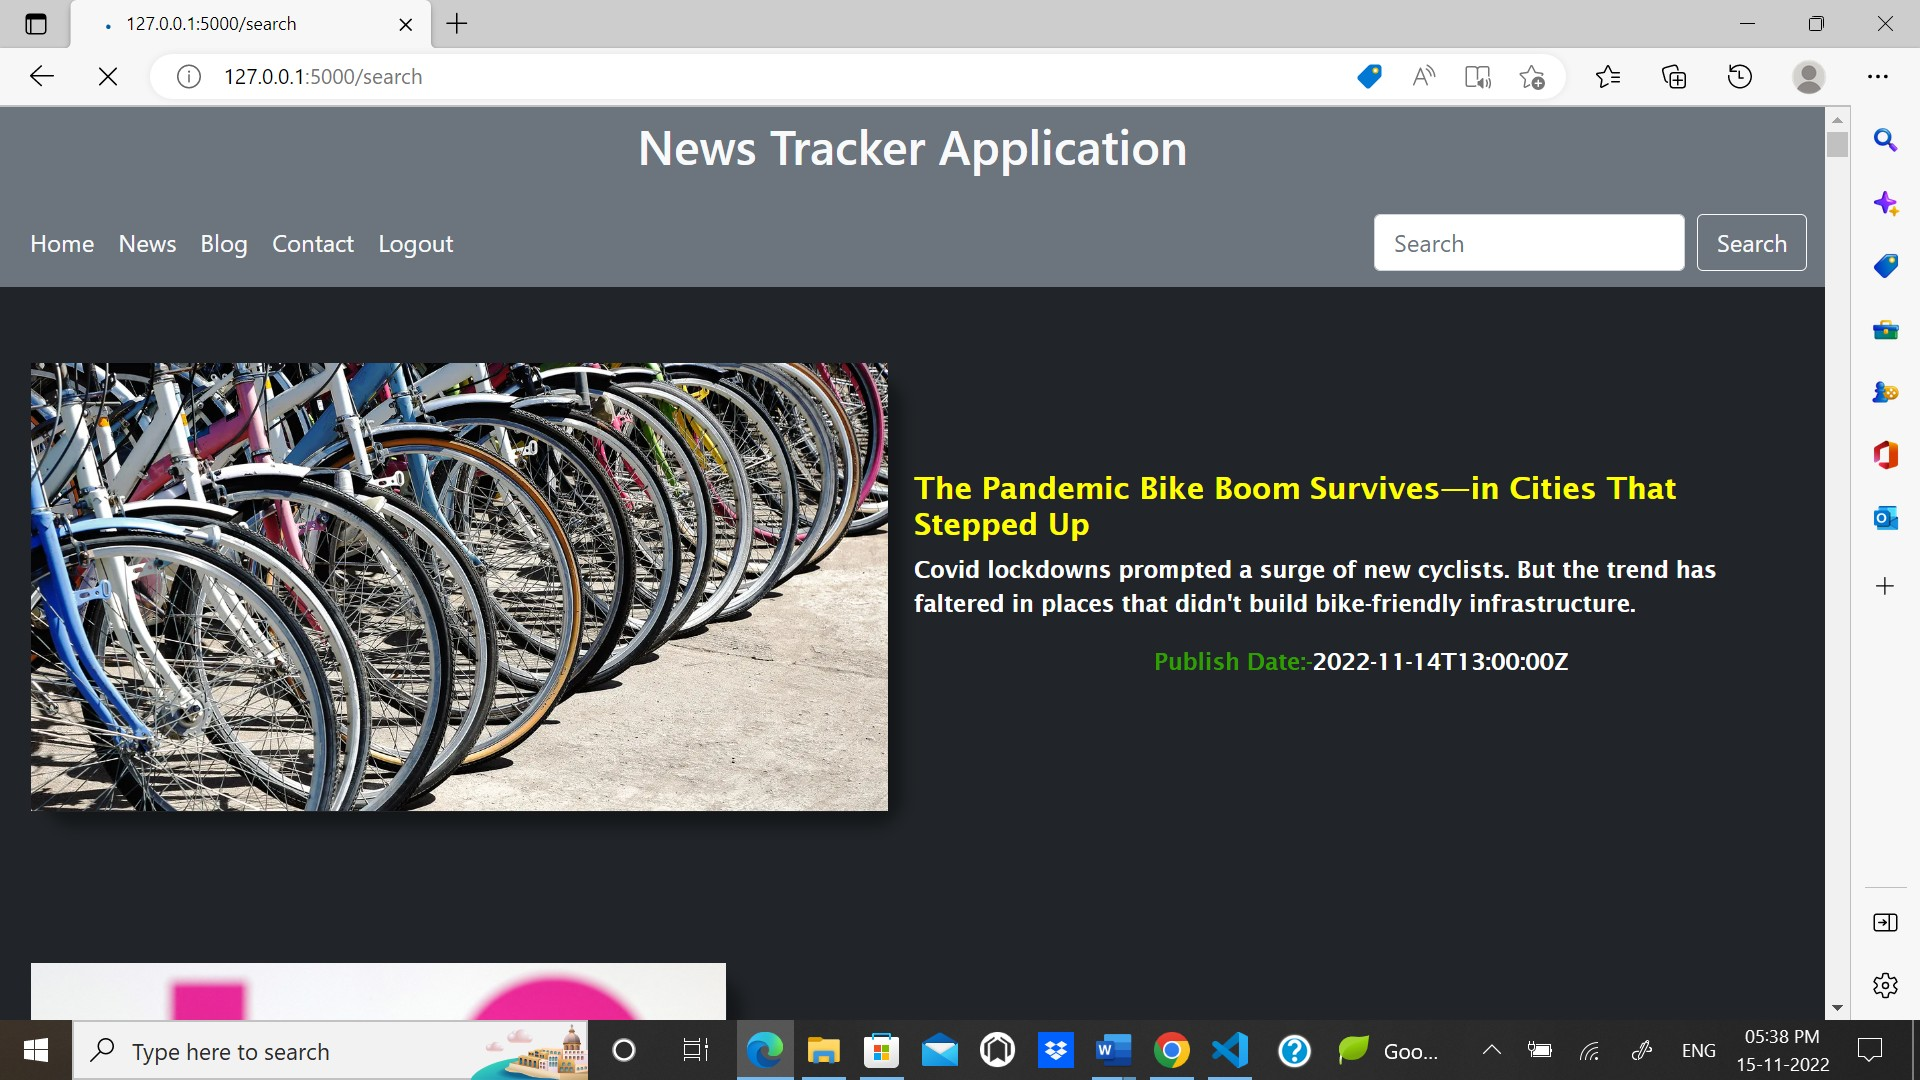 127.0.0.1:5000/search
127.0.0.1:5000/search
News Tracker Application
Home News Blog Contact Logout
Search
Search
The Pandemic Bike Boom Survives—in Cities That
Stepped Up
Covid lockdowns prompted a surge of new cyclists. But the trend has
faltered in places that didn't build bike-friendly infrastructure.
Publish Date:-2022-11-14T13:00:00Z
Type here to search
Goo...
ENG
05:38 PM
15-11-2022